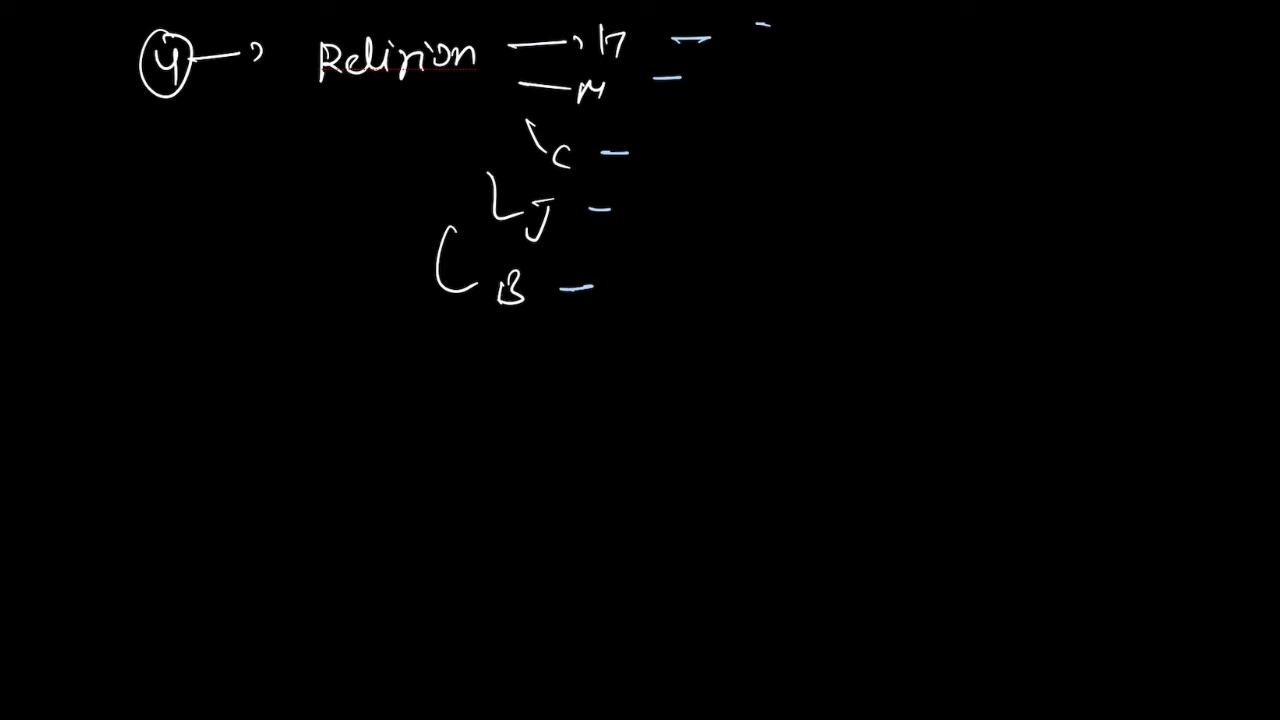 4 → Religion → H –
– M –
C –
J –
B –